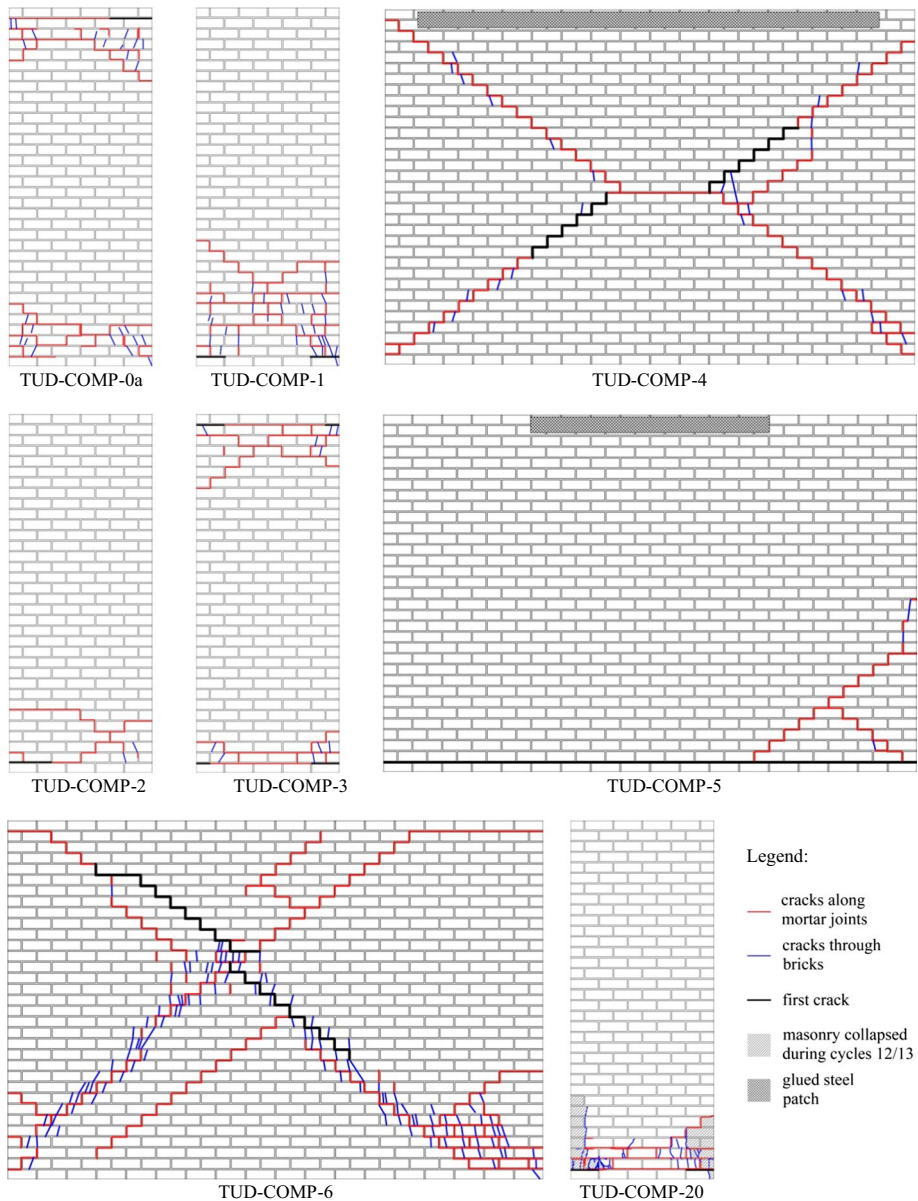 TUD-COMP-0a
TUD-COMP-1
TUD-COMP-4
TUD-COMP-2
TUD-COMP-3
TUD-COMP-5
Legend:
cracks along
mortar joints
cracks through
bricks
first crack
masonry collapsed
during cycles 12/13
glued steel
patch
TUD-COMP-6
TUD-COMP-20